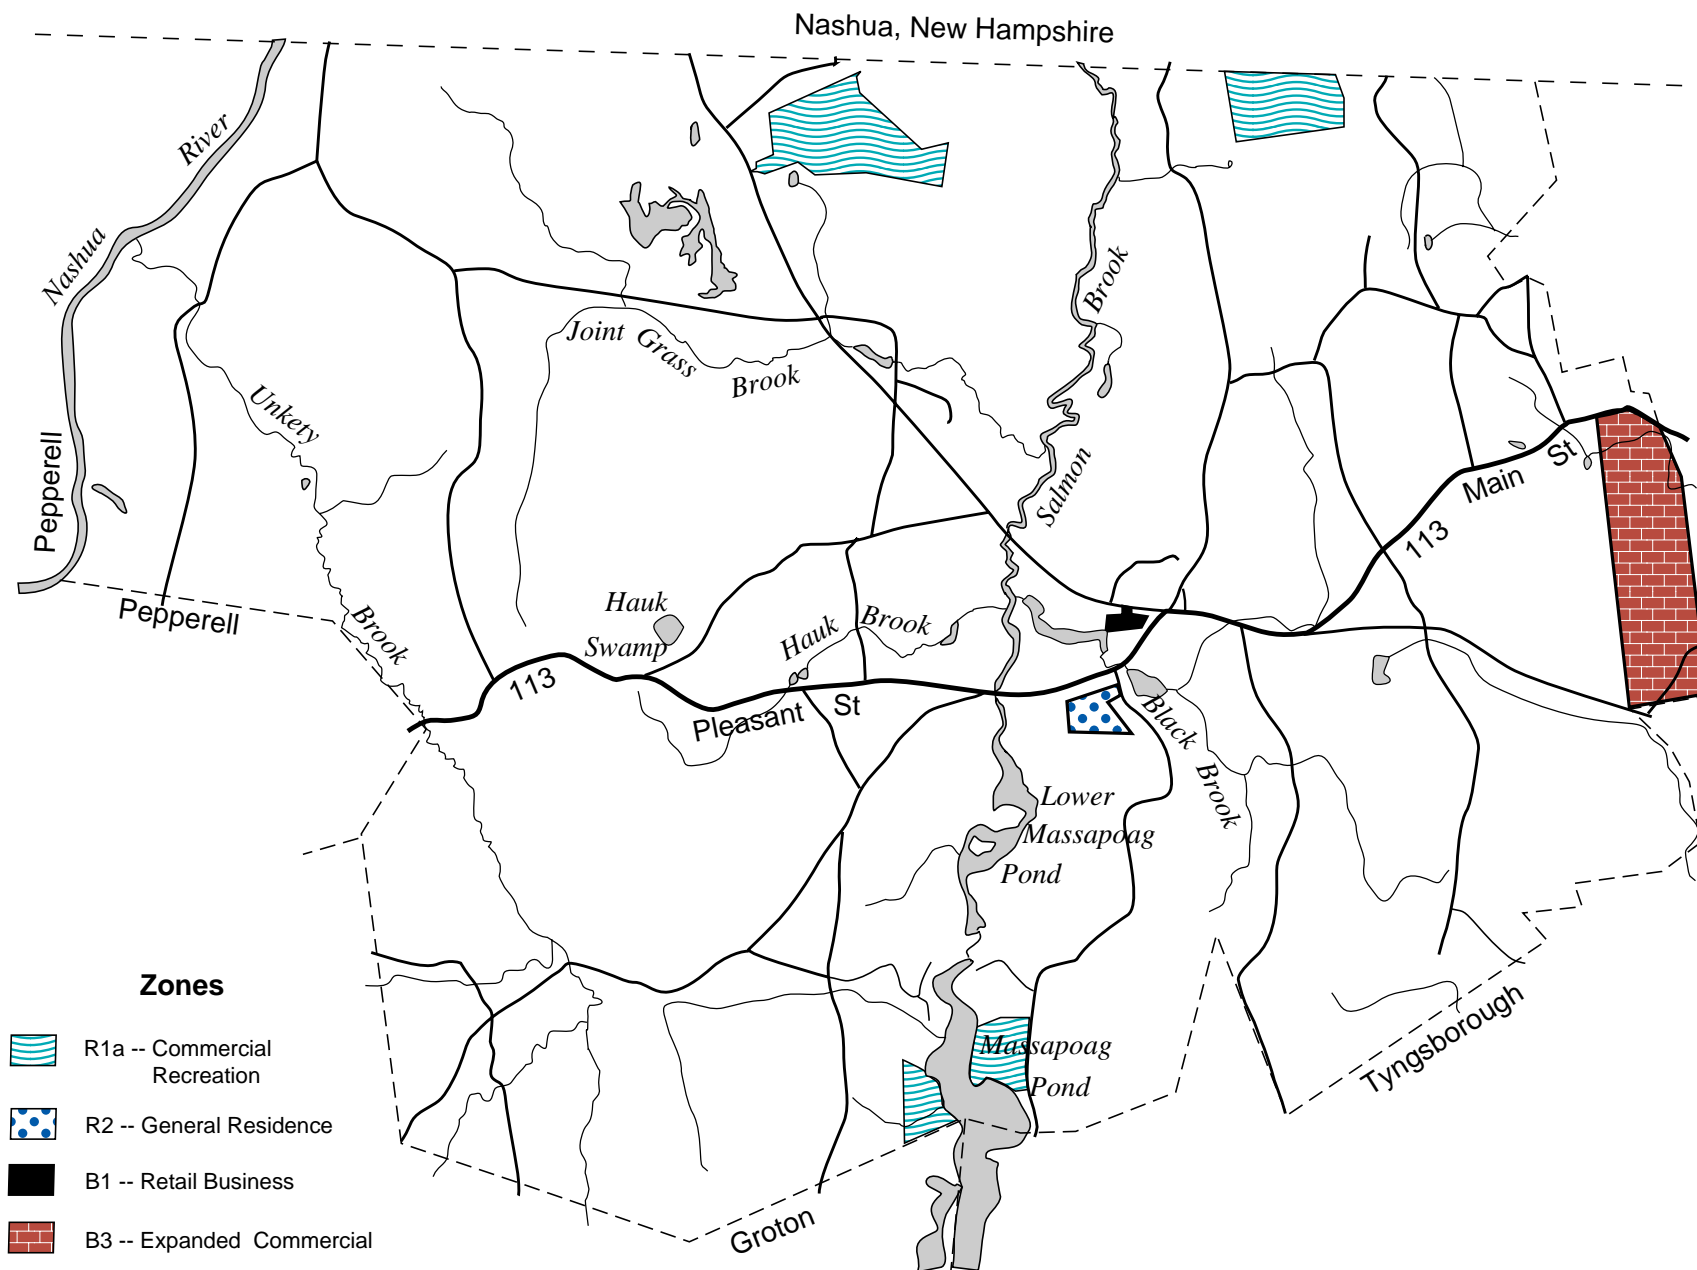 Nashua, New Hampshire
River
Nashua
Brook
Joint Grass
Brook
Unkety
Pepperell
Salmon
Main St
113
Pepperell
Brook
Hauk
Swamp
Hauk Brook
113
Pleasant St
Black
Brook
Lower
Massapoag
Pond
Massapoag
Pond
Tyngsborough
Groton
Zones
R1a -- Commercial
Recreation
R2 -- General Residence
B1 -- Retail Business
B3 -- Expanded Commercial